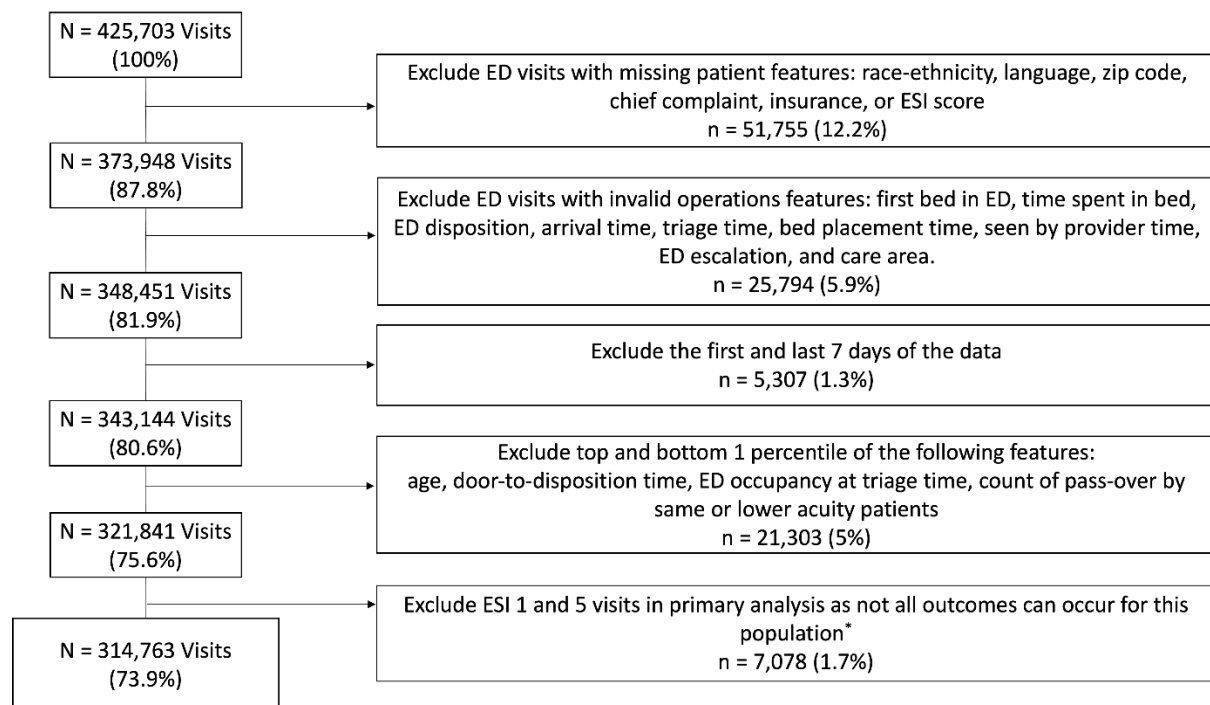 N = 425,703 Visits
(100%)
Exclude ED visits with missing patient features: race-ethnicity, language, zip code,
chief complaint, insurance, or ESI score
n = 51,755 (12.2%)
N = 373,948 Visits
(87.8%)
Exclude ED visits with invalid operations features: first bed in ED, time spent in bed,
ED disposition, arrival time, triage time, bed placement time, seen by provider time,
ED escalation, and care area.
n = 25,794 (5.9%)
N = 348,451 Visits
(81.9%)
Exclude the first and last 7 days of the data
n = 5,307 (1.3%)
N = 343,144 Visits
(80.6%)
Exclude top and bottom 1 percentile of the following features:
age, door-to-disposition time, ED occupancy at triage time, count of pass-over by
same or lower acuity patients
n = 21,303 (5%)
N = 321,841 Visits
(75.6%)
Exclude ESI 1 and 5 visits in primary analysis as not all outcomes can occur for this
population*
n = 7,078 (1.7%)
N = 314,763 Visits
(73.9%)